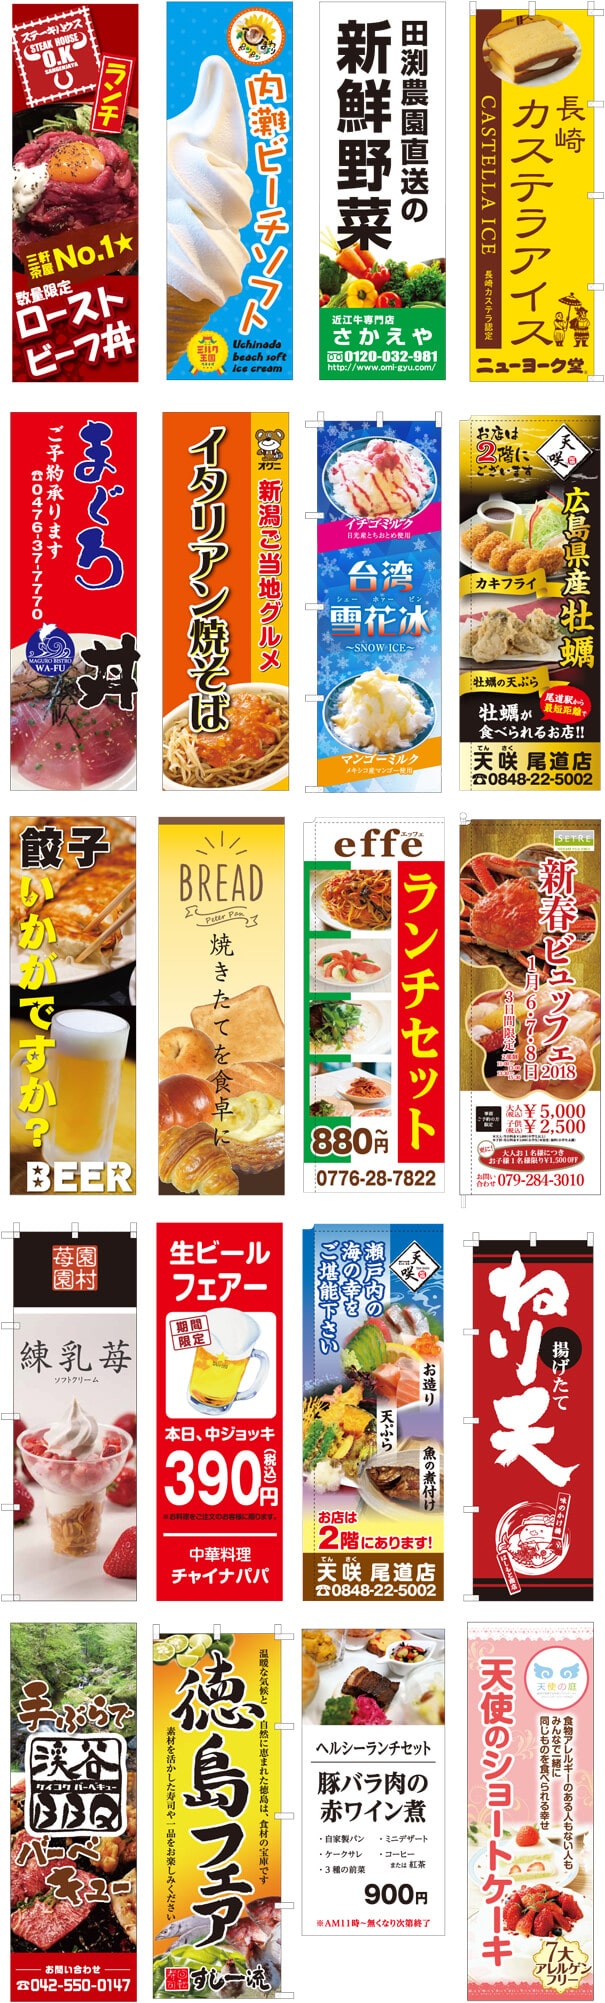 ステーキハウス
STEAK HOUSE
O.K
SANGENJAYA
ランチ
三軒
茶屋
No.1★
数量限定
ロースト
ビーフ丼
内灘ビーチソフト
ミルク
王国
Uchinada
beach soft
ice cream
田渕農園直送の
新鮮野菜
近江牛専門店
さかえや
0120-032-981
http://www.omi-gyu.com/
長崎
カステラアイス
CASTELLA ICE
長崎カステラ認定
ニューヨーク堂
まぐろ
丼
ご予約承ります
☎0476-37-7770
MAGURO BISTRO
WA-FU
オグニ
新潟ご当地グルメ
イタリアン焼そば
イチゴミルク
日光産とちおとめ使用
台湾
シェー ホァー ビン
雪花冰
～SNOW ICE～
マンゴーミルク
メキシコ産マンゴー使用
お店は
2階に
ございます
天咲
広島県産牡蠣
カキフライ
牡蠣の天ぷら
尾道駅から
最短距離で
牡蠣が
食べられるお店!!
てん さく
天咲 尾道店
☎0848-22-5002
餃子
いかがですか?
BEER
BREAD
Peter Pan
焼きたてを食卓に
effe
エッフェ
ランチセット
880円～
0776-28-7822
SETRE
新春ビュッフェ
1月6・7・8日
2018
3日間限定
大人(税込)¥5,000
子供(税込)¥2,500
大人お1名様につき
お子様1名様限り¥1,500OFF
お問い
合わせ
079-284-3010
苺園
園村
練乳苺
ソフトクリーム
生ビール
フェアー
期間
限定
本日、中ジョッキ
390円(税込)
※お料理をご注文のお客様に限ります。
中華料理
チャイナパパ
瀬戸内の
海の幸を
ご堪能下さい
天咲
お造り
天ぷら
魚の煮付け
お店は
2階にあります!
てん さく
天咲 尾道店
☎0848-22-5002
ねり天
揚げたて
手ぶらで
渓谷
ケイコク バーベキュー
BBQ
バーベ
キュー
お問い合わせ
☎042-550-0147
徳島フェア
温暖な気候と 自然に恵まれた徳島は、食材の宝庫です
素材を活かした寿司や一品をお楽しみください
すし一流
ヘルシーランチセット
豚バラ肉の
赤ワイン煮
・自家製パン ・ミニデザート
・ケークサレ ・コーヒー
または 紅茶
・3種の前菜
900円
※AM11時～無くなり次第終了
天使の庭
天使のショートケーキ
食物アレルギーのある人もない人も
みんなで一緒に
同じものを食べられる幸せ
7大
アレルゲン
フリー